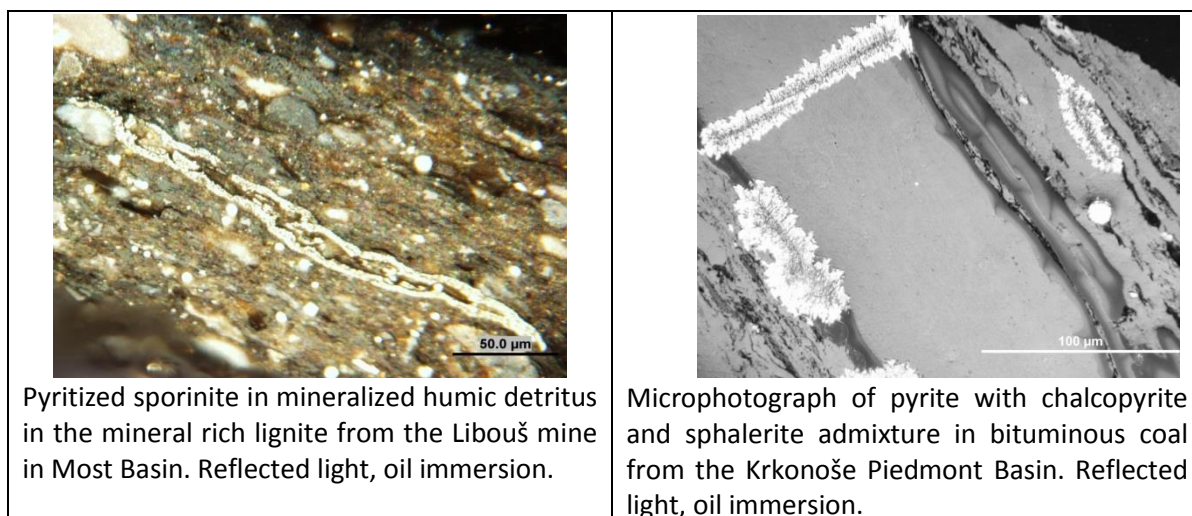 50.0 µm
100 µm
Pyritized sporinite in mineralized humic detritus
in the mineral rich lignite from the Libouš mine
in Most Basin. Reflected light, oil immersion.
Microphotograph of pyrite with chalcopyrite
and sphalerite admixture in bituminous coal
from the Krkonoše Piedmont Basin. Reflected
light, oil immersion.